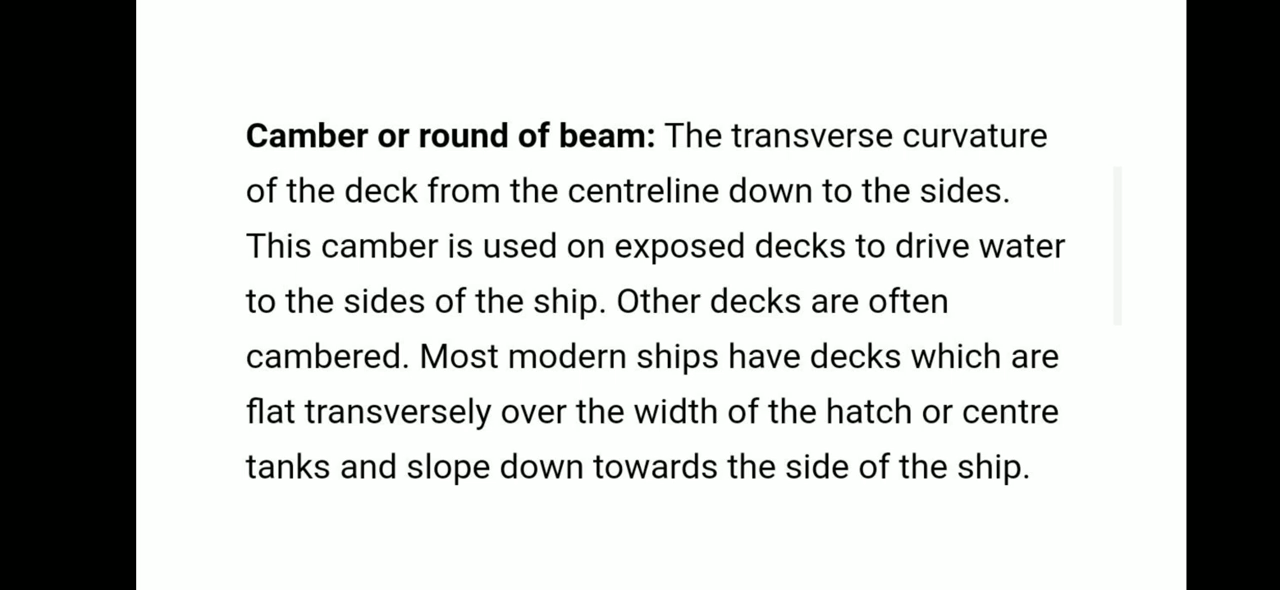 Camber or round of beam: The transverse curvature
of the deck from the centreline down to the sides.
This camber is used on exposed decks to drive water
to the sides of the ship. Other decks are often
cambered. Most modern ships have decks which are
flat transversely over the width of the hatch or centre
tanks and slope down towards the side of the ship.